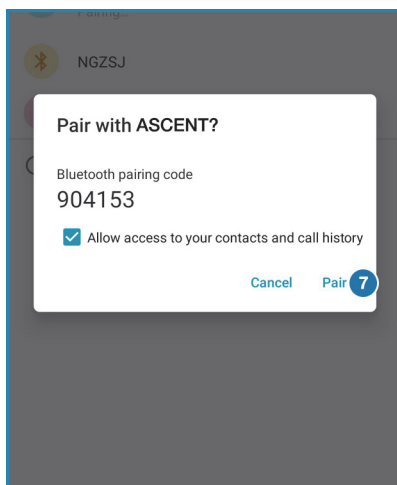 Pairing...
NGZSJ
Pair with ASCENT?
Bluetooth pairing code
904153
Allow access to your contacts and call history
Cancel Pair 7